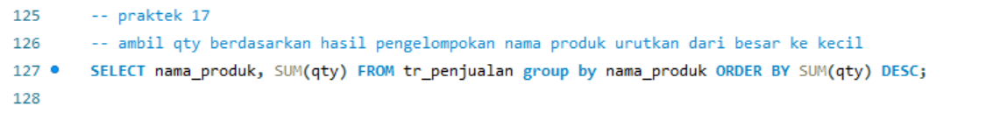 125 -- praktek 17
126 -- ambil qty berdasarkan hasil pengelompokan nama produk urutkan dari besar ke kecil
127 SELECT nama_produk, SUM(qty) FROM tr_penjualan group by nama_produk ORDER BY SUM(qty) DESC;
128